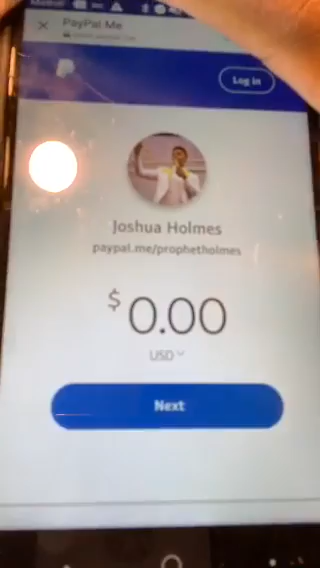 PayPal Me
Log In
Joshua Holmes
paypal.me/prophetholmes
$0.00
USD
Next